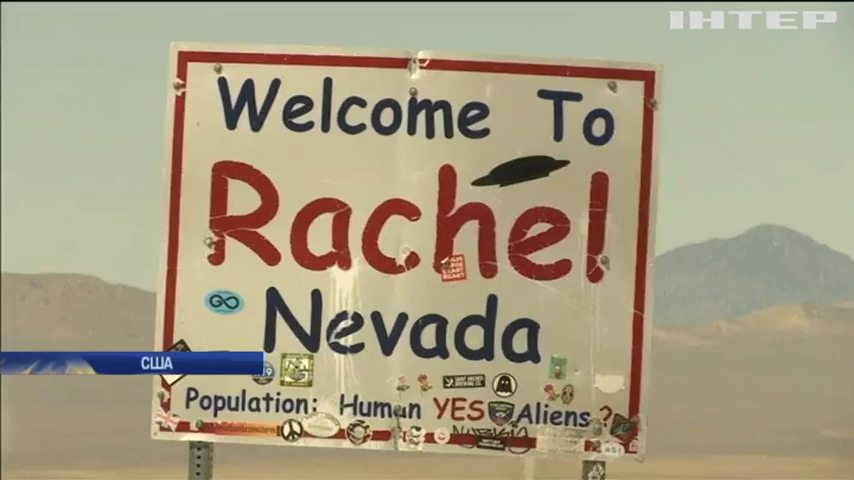 ІНТЕР
Welcome To
Rachel
Nevada
США
Population: Human YES Aliens ?